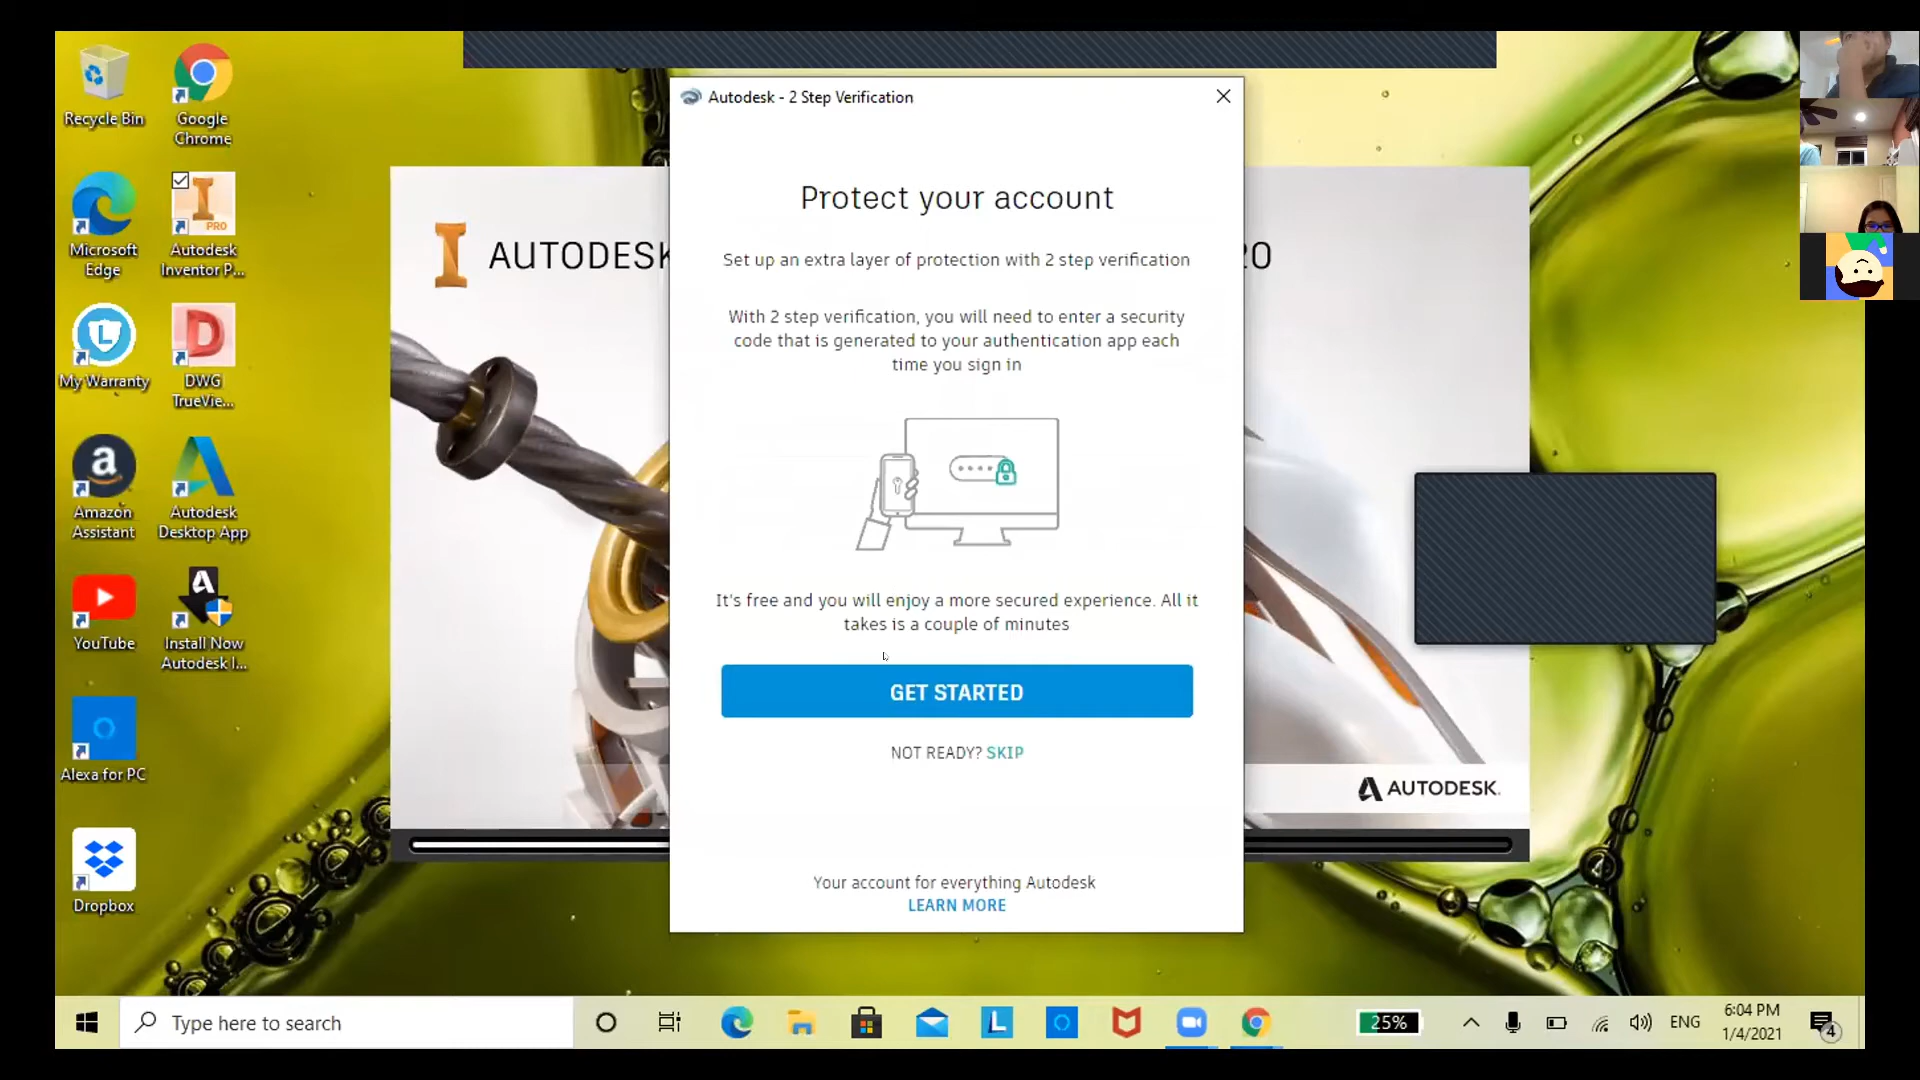 Recycle Bin
Google
Chrome
Microsoft
Edge
PRO
Autodesk
Inventor P...
My Warranty
DWG
TrueVie...
Amazon
Assistant
Autodesk
Desktop App
YouTube
Install Now
Autodesk I...
Alexa for PC
Dropbox
AUTODESK
20
AUTODESK.
Autodesk - 2 Step Verification
Protect your account
Set up an extra layer of protection with 2 step verification
With 2 step verification, you will need to enter a security
code that is generated to your authentication app each
time you sign in
It's free and you will enjoy a more secured experience. All it
takes is a couple of minutes
GET STARTED
NOT READY? SKIP
Your account for everything Autodesk
LEARN MORE
Type here to search
25%
ENG
6:04 PM
1/4/2021
4